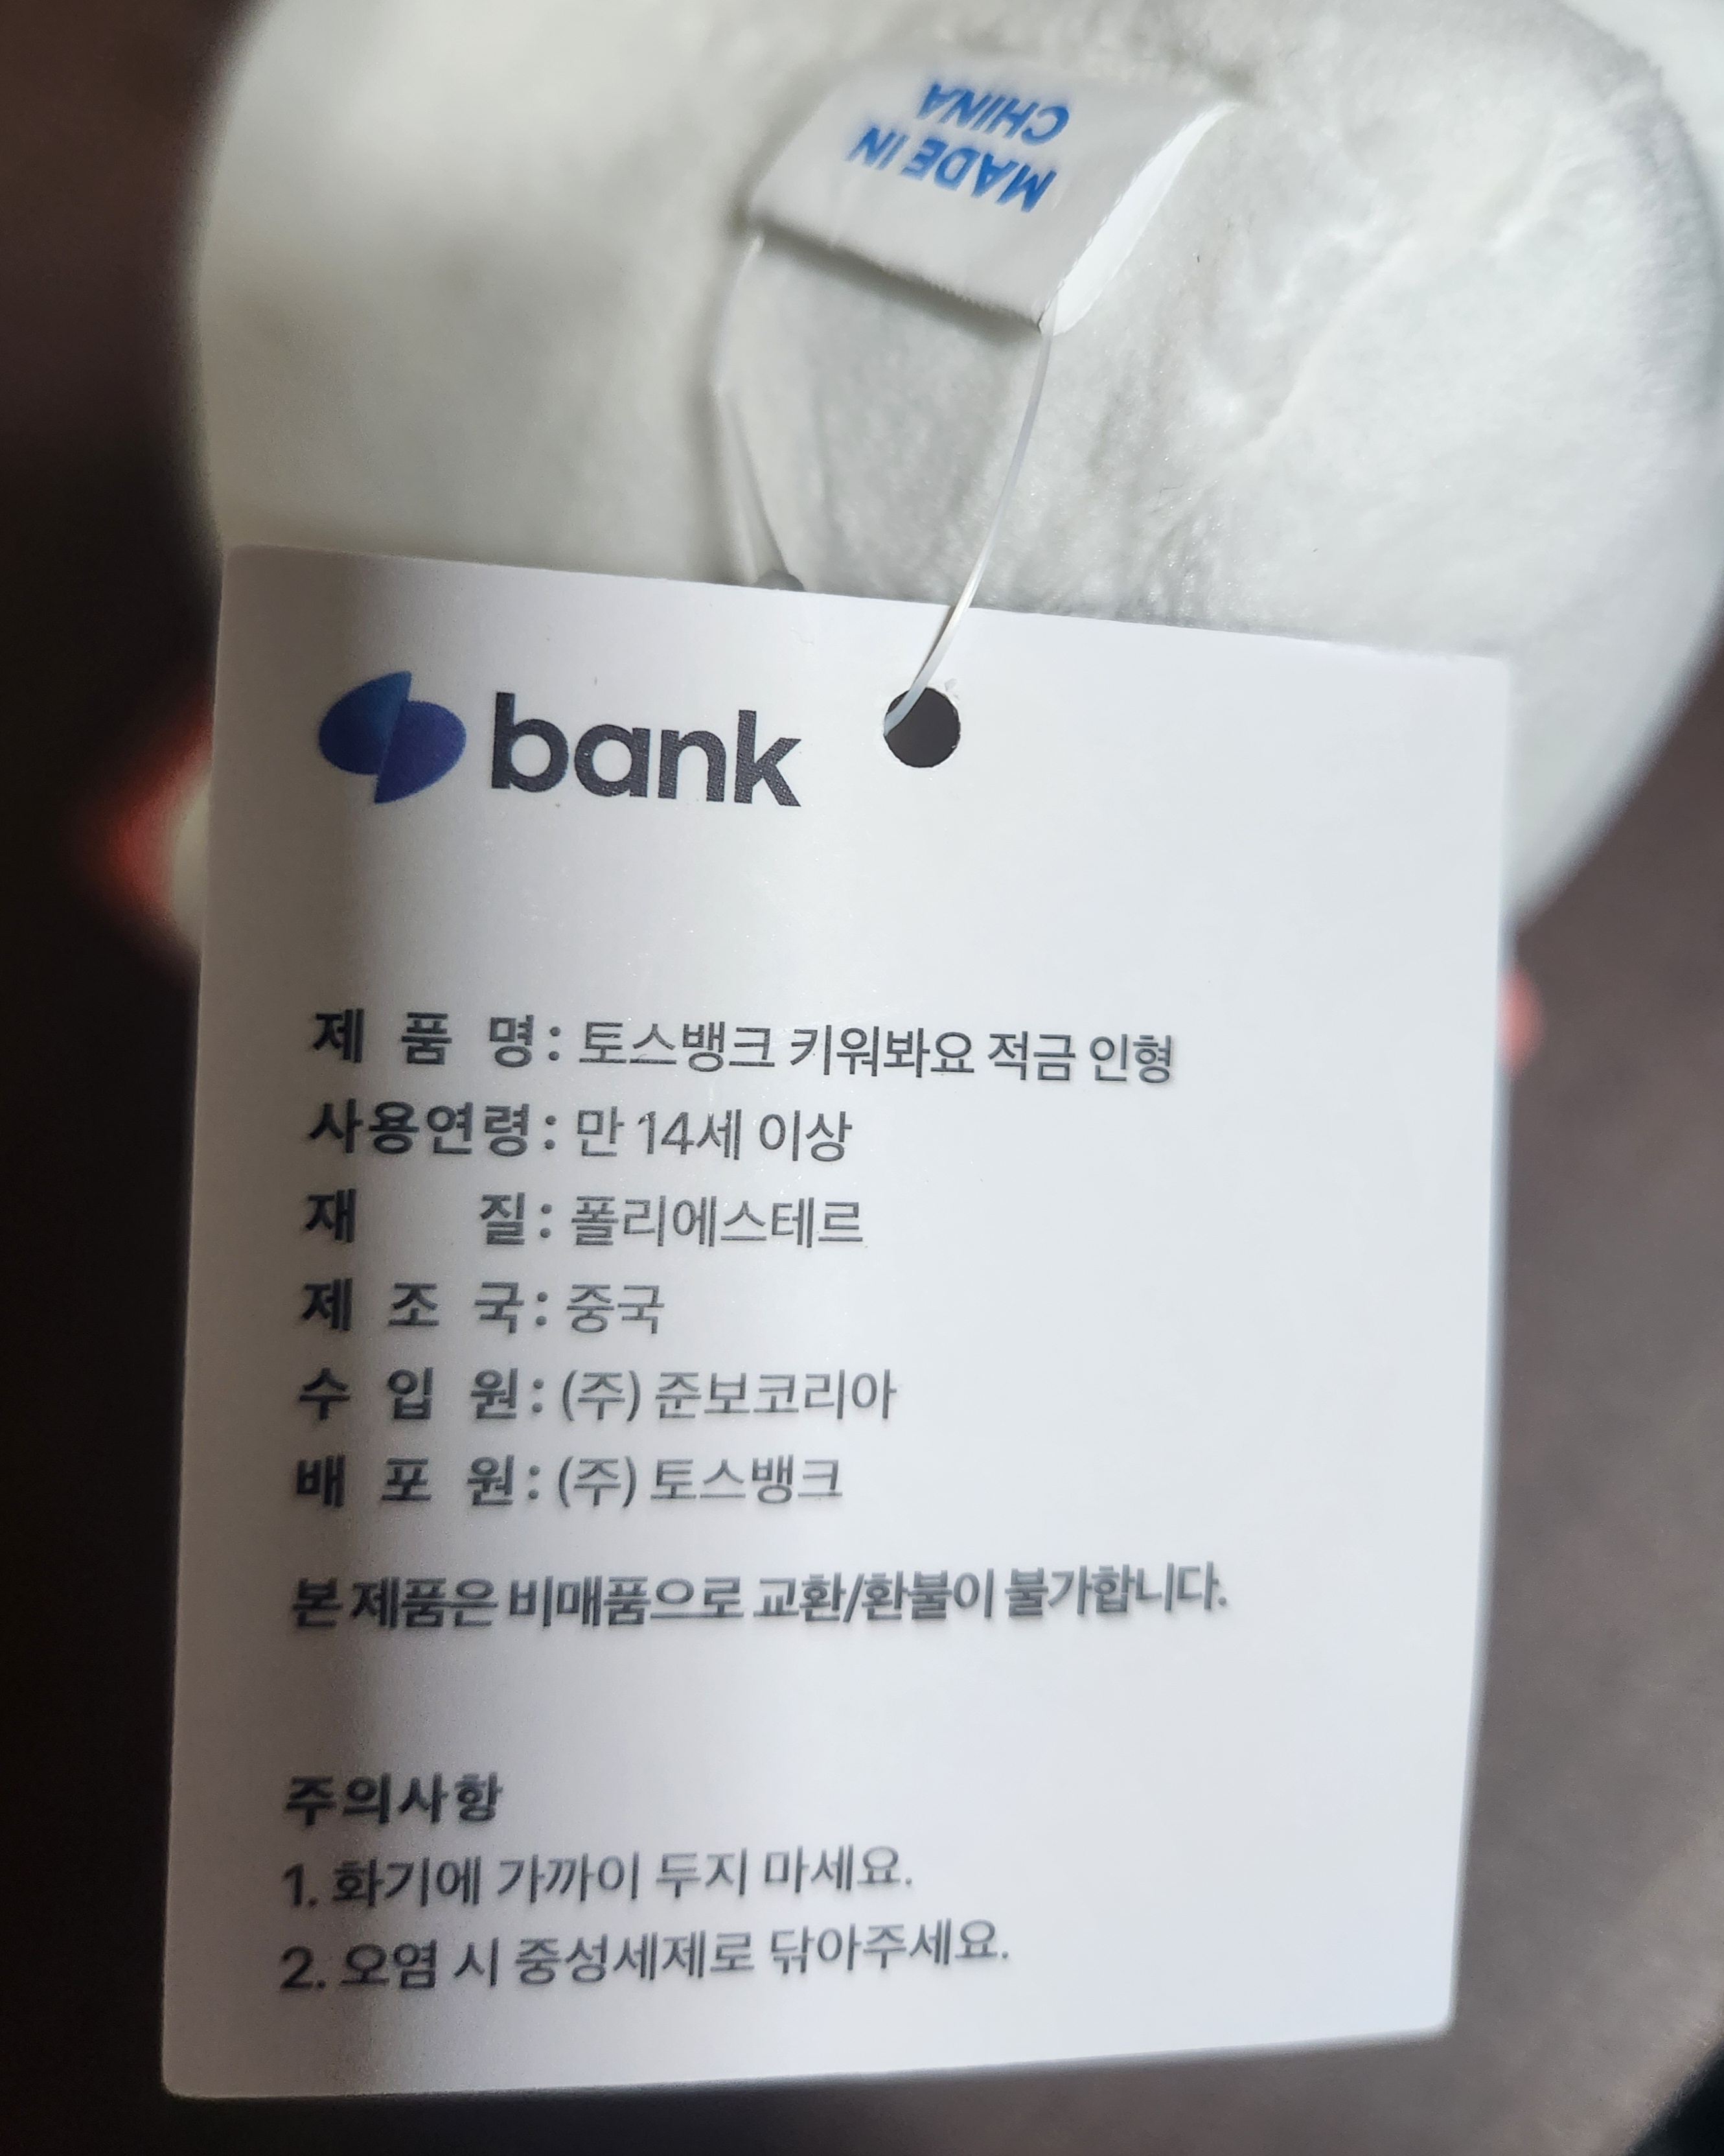 MADE IN
CHINA
bank
제 품 명: 토스뱅크 키워봐요 적금 인형
사용연령: 만 14세 이상
재 질: 폴리에스테르
제 조 국: 중국
수 입 원: (주) 준보코리아
배 포 원: (주) 토스뱅크
본 제품은 비매품으로 교환/환불이 불가합니다.
주의사항
1. 화기에 가까이 두지 마세요.
2. 오염 시 중성세제로 닦아주세요.